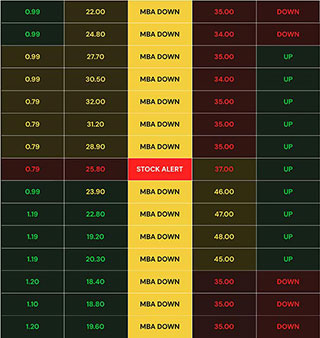 0.99 22.00 MBA DOWN 35.00 DOWN
0.99 24.80 MBA DOWN 34.00 DOWN
0.99 27.70 MBA DOWN 35.00 UP
0.99 30.50 MBA DOWN 34.00 UP
0.79 32.00 MBA DOWN 35.00 UP
0.79 31.20 MBA DOWN 35.00 UP
0.79 28.90 MBA DOWN 35.00 UP
0.79 25.80 STOCK ALERT 37.00 UP
0.99 23.90 MBA DOWN 46.00 UP
1.19 22.80 MBA DOWN 47.00 UP
1.19 19.20 MBA DOWN 48.00 UP
1.19 20.30 MBA DOWN 45.00 UP
1.20 18.40 MBA DOWN 35.00 DOWN
1.10 18.80 MBA DOWN 35.00 DOWN
1.20 19.60 MBA DOWN 35.00 DOWN